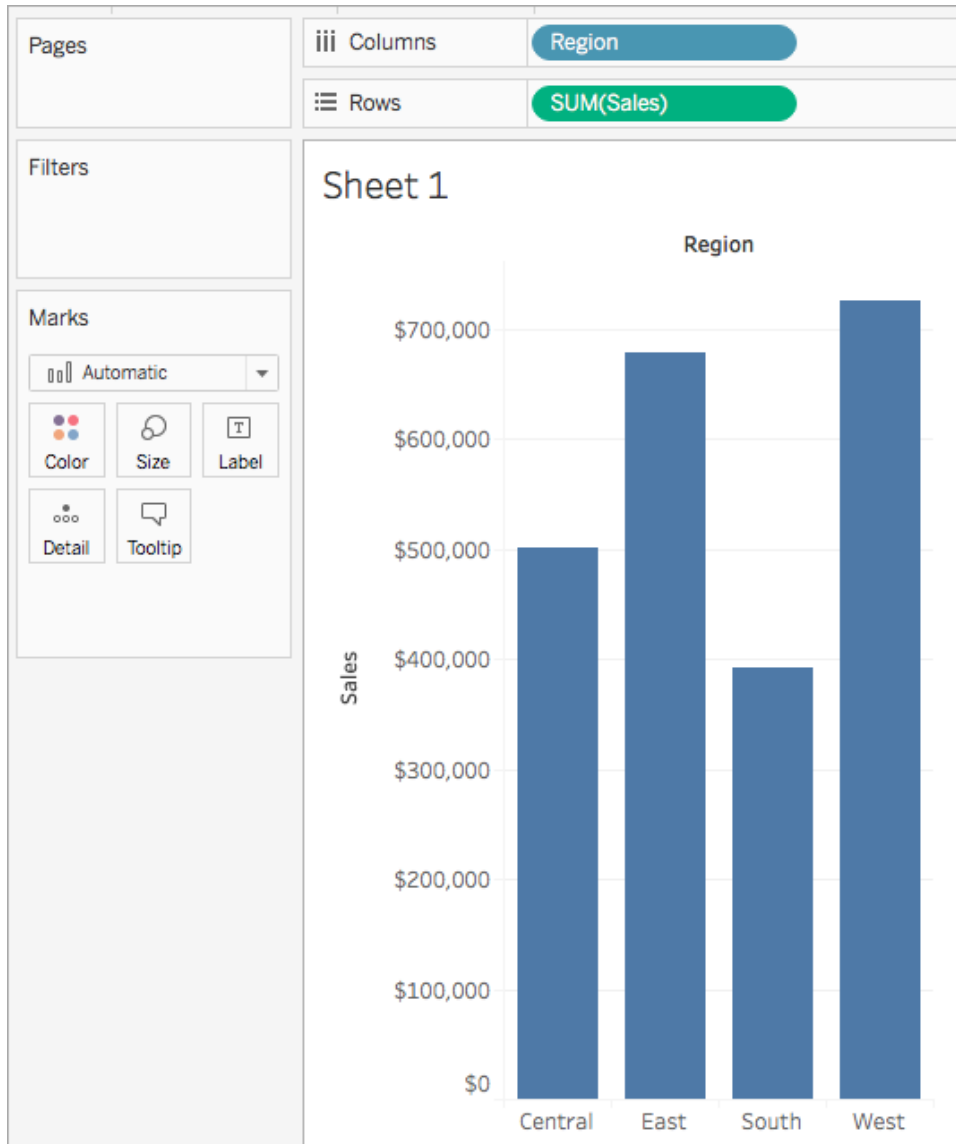 Pages
Columns
Region
Rows
SUM(Sales)
Filters
Marks
Automatic
Color
Size
T
Label
Detail
Tooltip
Sheet 1
Region
Sales
$700,000
$600,000
$500,000
$400,000
$300,000
$200,000
$100,000
$0
Central East South West